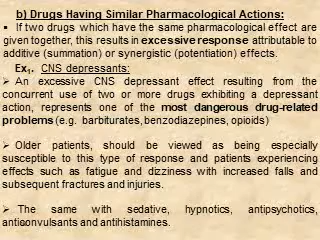 b) Drugs Having Similar Pharmacological Actions:
▪ If two drugs which have the same pharmacological effect are
given together, this results in excessive response attributable to
additive (summation) or synergistic (potentiation) effects.
Ex1. CNS depressants:
➢ An excessive CNS depressant effect resulting from the
concurrent use of two or more drugs exhibiting a depressant
action, represents one of the most dangerous drug-related
problems (e.g. barbiturates, benzodiazepines, opioids)
➢ Older patients, should be viewed as being especially
susceptible to this type of response and patients experiencing
effects such as fatigue and dizziness with increased falls and
subsequent fractures and injuries.
➢ The same with sedative, hypnotics, antipsychotics,
anticonvulsants and antihistamines.